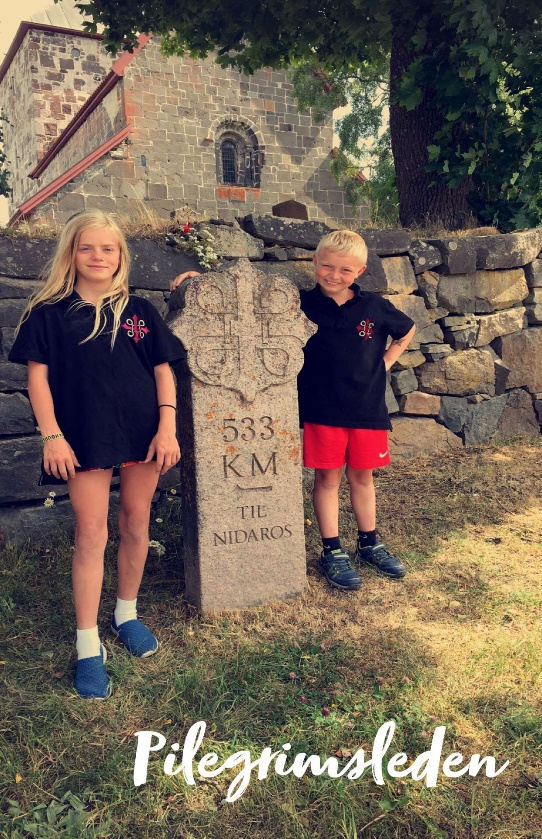 533
KM
TIL
NIDAROS
Pilegrimsleden